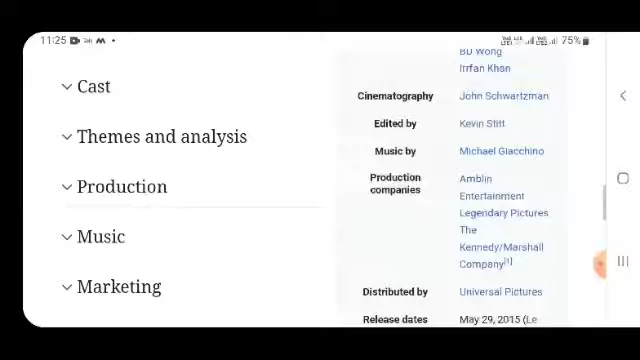 11:25
75%
Cast
Themes and analysis
Production
Music
Marketing
BD Wong
Irrfan Khan
Cinematography John Schwartzman
Edited by Kevin Stitt
Music by Michael Giacchino
Production
companies
Amblin
Entertainment
Legendary Pictures
The
Kennedy/Marshall
Company[1]
Distributed by Universal Pictures
Release dates May 29, 2015 (Le